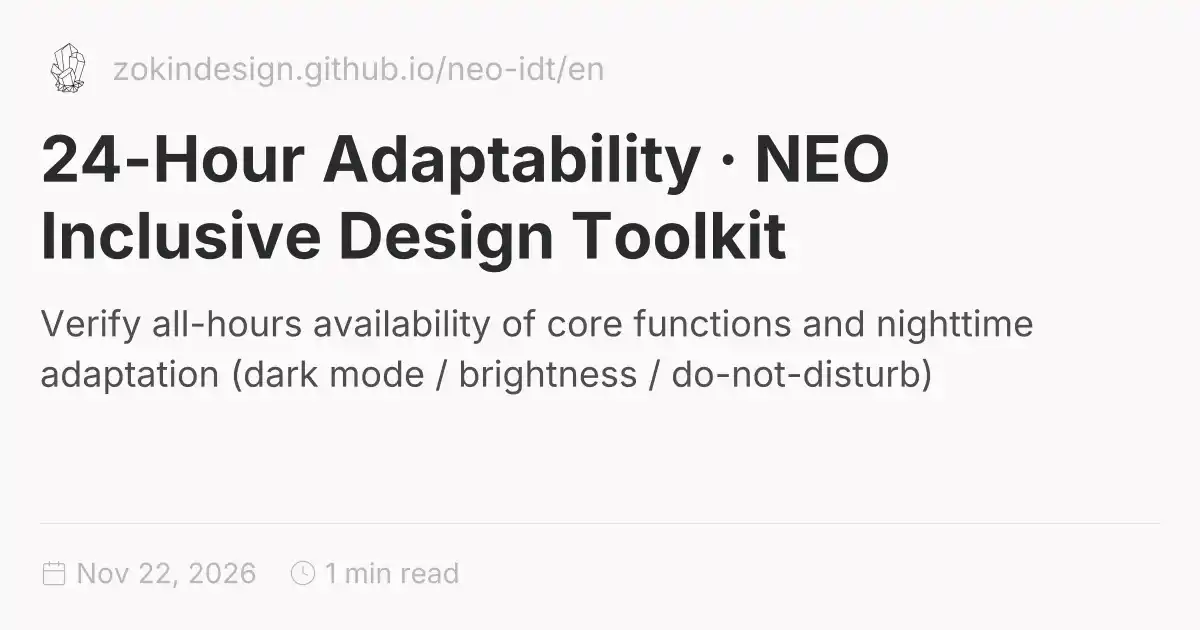 zokindesign.github.io/neo-idt/en
24-Hour Adaptability · NEO
Inclusive Design Toolkit
Verify all-hours availability of core functions and nighttime
adaptation (dark mode / brightness / do-not-disturb)
Nov 22, 2026 1 min read